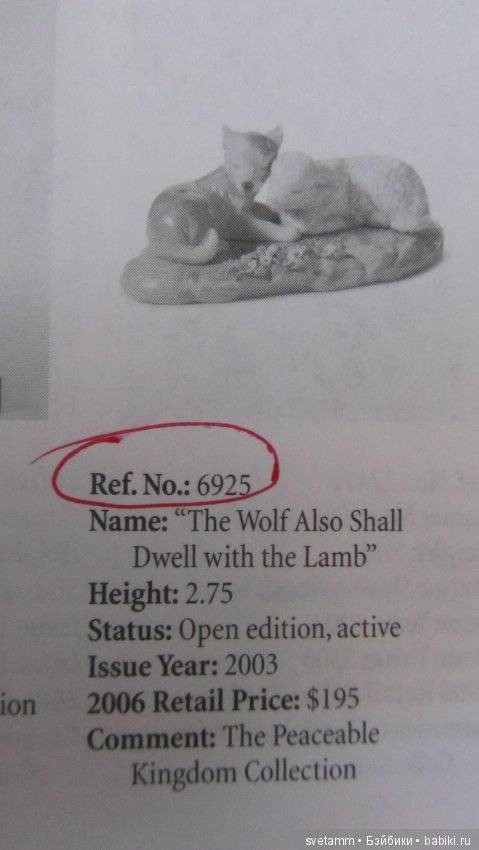 Ref. No.: 6925
Name: “The Wolf Also Shall
Dwell with the Lamb”
Height: 2.75
Status: Open edition, active
Issue Year: 2003
ion
2006 Retail Price: $195
Comment: The Peaceable
Kingdom Collection
svetamm • Бэйбики • babiki.ru